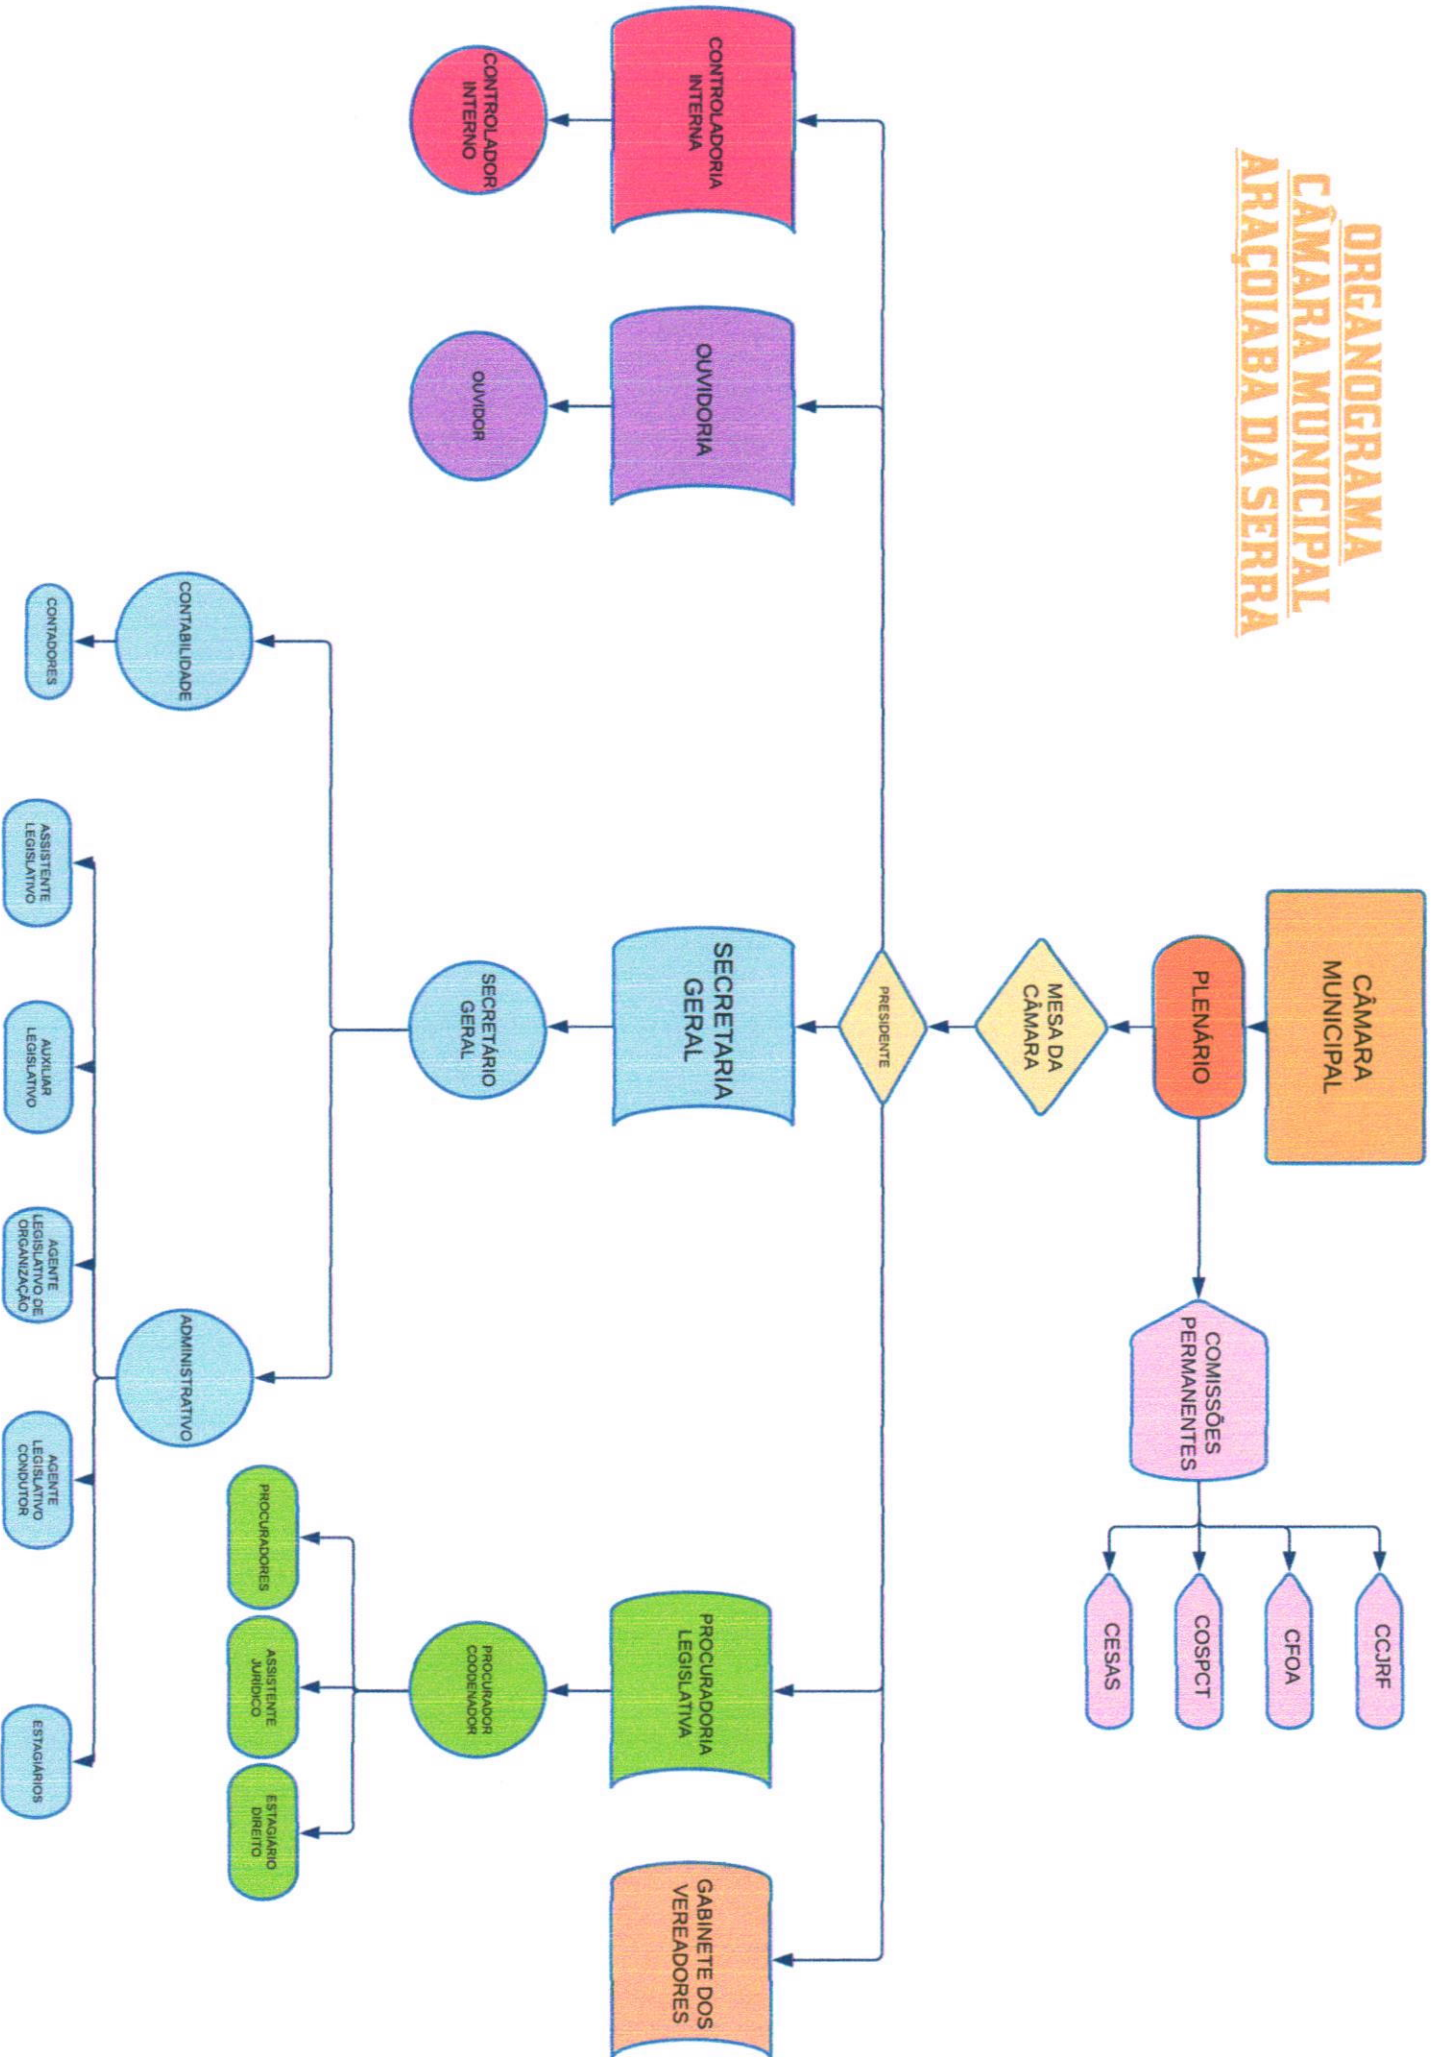 ORGANOGRAMA
CÂMARA MUNICIPAL
ARAÇOIABA DA SERRA
CÂMARA
MUNICIPAL
PLENÁRIO
COMISSÕES
PERMANENTES
CCJRF
CFOA
COSPCT
CESAS
MESA DA
CÂMARA
PRESIDENTE
CONTROLADORIA
INTERNA
OUVIDORIA
SECRETARIA
GERAL
PROCURADORIA
LEGISLATIVA
GABINETE DOS
VEREADORES
CONTROLADOR
INTERNO
OUVIDOR
SECRETÁRIO
GERAL
PROCURADOR
COODENADOR
PROCURADORES
ASSISTENTE
JURÍDICO
ESTAGIÁRIO
DIREITO
CONTABILIDADE
ADMINISTRATIVO
CONTADORES
ASSISTENTE
LEGISLATIVO
AUXILIAR
LEGISLATIVO
AGENTE
LEGISLATIVO DE
ORGANIZAÇÃO
AGENTE
LEGISLATIVO
CONDUTOR
ESTAGIÁRIOS